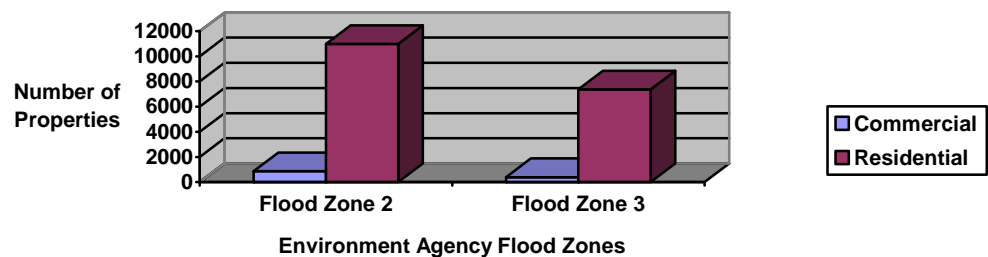 12000
10000
8000
6000
4000
2000
0
Number of
Properties
Flood Zone 2
Flood Zone 3
Environment Agency Flood Zones
Commercial
Residential